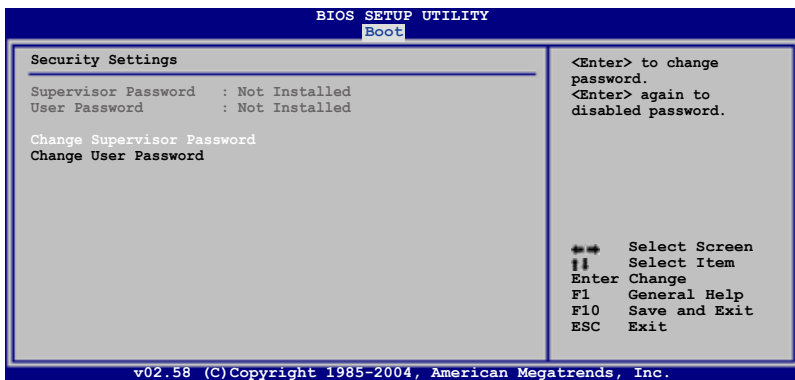 BIOS SETUP UTILITY
Boot
Security Settings
Supervisor Password : Not Installed
User Password : Not Installed
Change Supervisor Password
Change User Password
<Enter> to change
password.
<Enter> again to
disabled password.
←→ Select Screen
↑↓ Select Item
Enter Change
F1 General Help
F10 Save and Exit
ESC Exit
v02.58 (C)Copyright 1985-2004, American Megatrends, Inc.